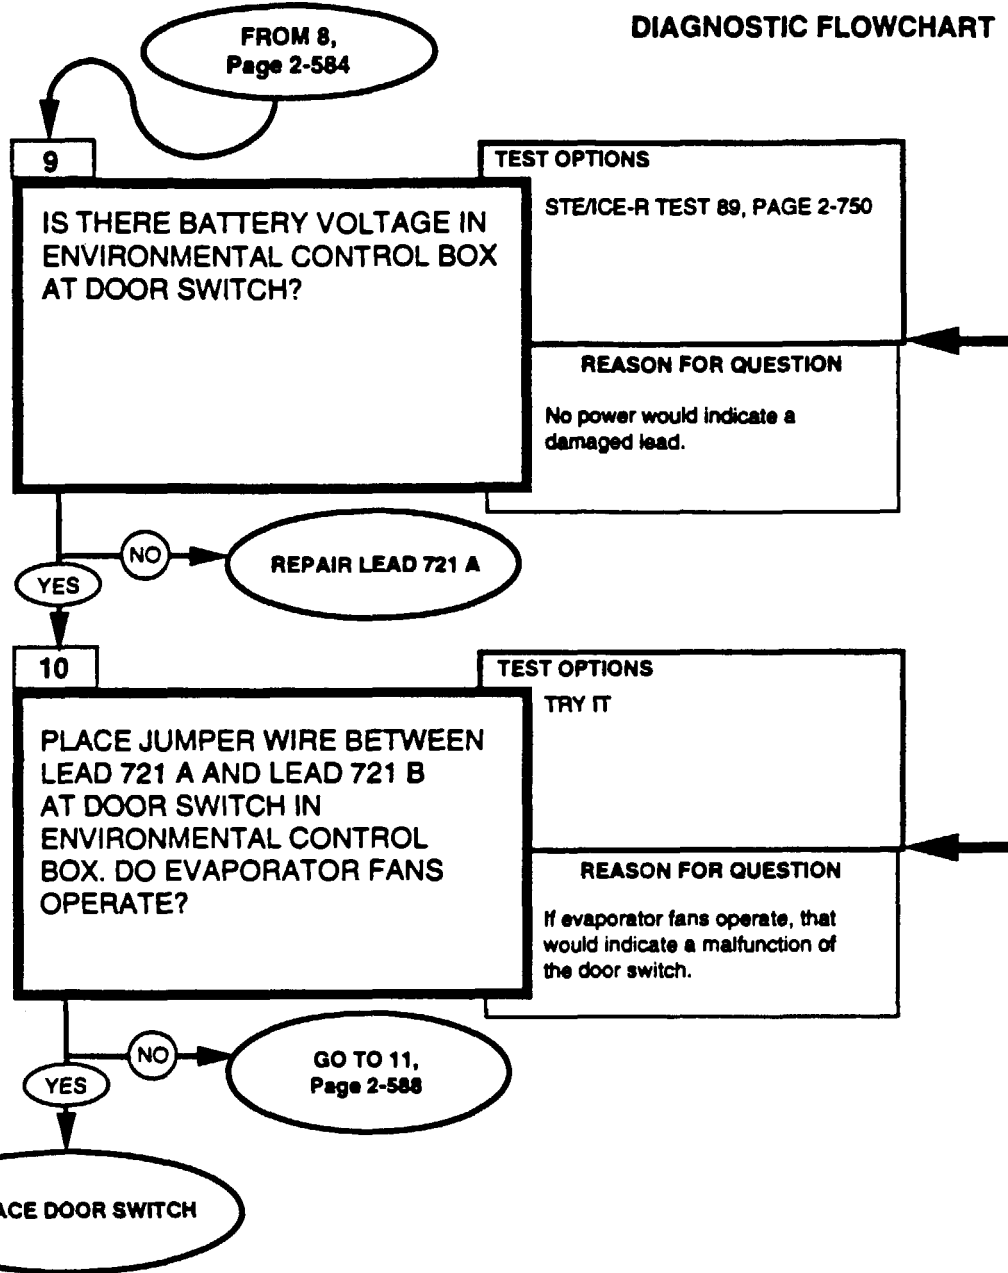 DIAGNOSTIC FLOWCHART
FROM 8,
Page 2-584
9
IS THERE BATTERY VOLTAGE IN
ENVIRONMENTAL CONTROL BOX
AT DOOR SWITCH?
TEST OPTIONS
STE/ICE-R TEST 89, PAGE 2-750
REASON FOR QUESTION
No power would indicate a
damaged lead.
NO
REPAIR LEAD 721 A
YES
10
PLACE JUMPER WIRE BETWEEN
LEAD 721 A AND LEAD 721 B
AT DOOR SWITCH IN
ENVIRONMENTAL CONTROL
BOX. DO EVAPORATOR FANS
OPERATE?
TEST OPTIONS
TRY IT
REASON FOR QUESTION
If evaporator fans operate, that
would indicate a malfunction of
the door switch.
NO
GO TO 11,
Page 2-588
YES
DOOR SWITCH